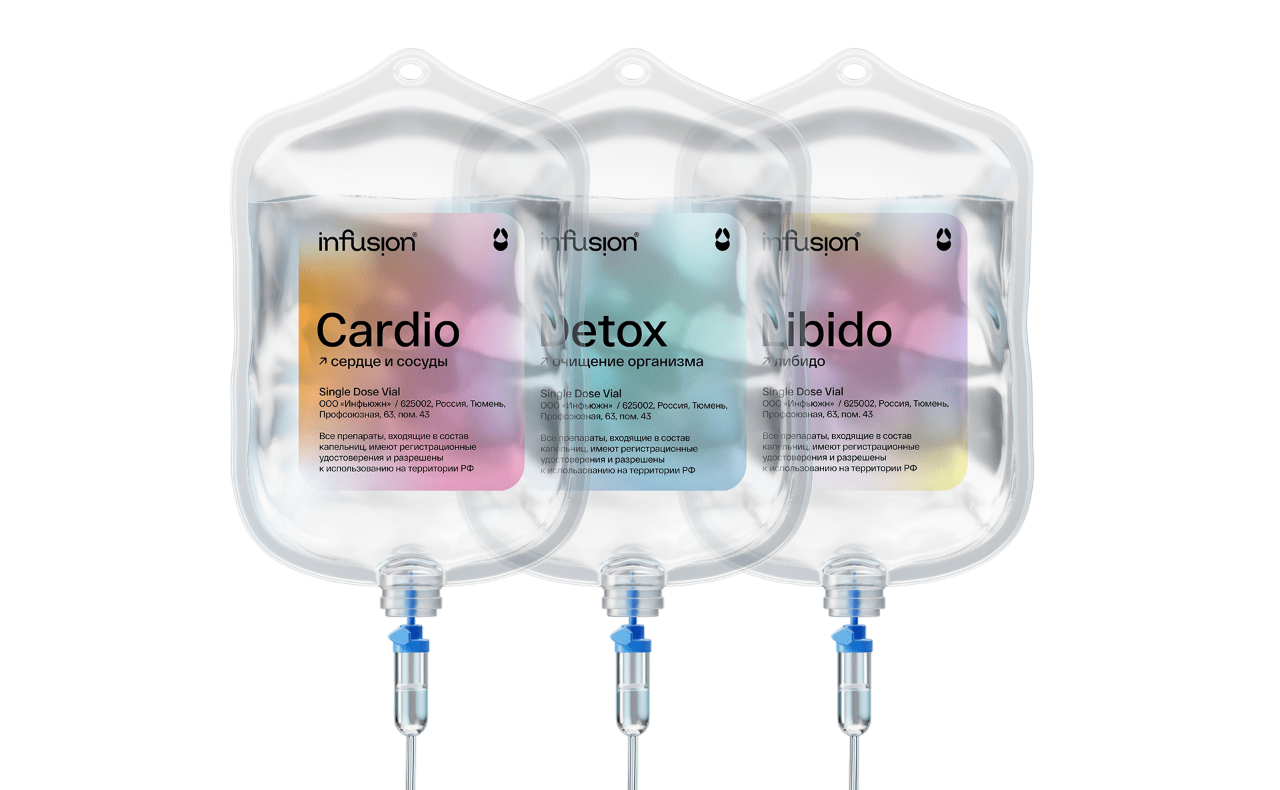 infusion®
Cardio
↗ сердце и сосуды
Single Dose Vial
ООО «Инфьюжн» / 625002, Россия, Тюмень,
Профсоюзная, 63, пом. 43
Все препараты, входящие в состав
капельниц, имеют регистрационные
удостоверения и разрешены
к использованию на территории РФ
infusion®
Detox
↗ очищение организма
Single Dose Vial
ООО «Инфьюжн» / 625002, Россия, Тюмень,
Профсоюзная, 63, пом. 43
Все препараты, входящие в состав
капельниц, имеют регистрационные
удостоверения и разрешены
к использованию на территории РФ
infusion®
Libido
↗ либидо
Single Dose Vial
ООО «Инфьюжн» / 625002, Россия, Тюмень,
Профсоюзная, 63, пом. 43
Все препараты, входящие в состав
капельниц, имеют регистрационные
удостоверения и разрешены
к использованию на территории РФ